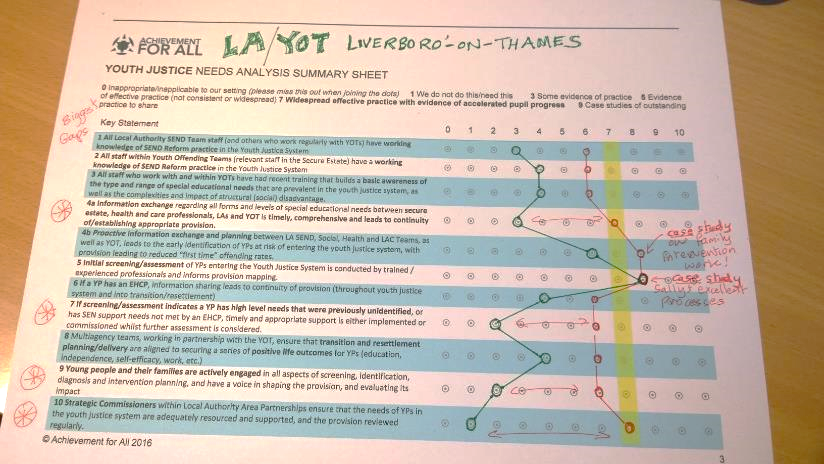 ACHIEVEMENT
FOR ALL
LA/YOT LIVERBORO'-ON-THAMES
YOUTH JUSTICE NEEDS ANALYSIS SUMMARY SHEET
0 Inappropriate/inapplicable to our setting (please miss this out when joining the dots) 1 We do not do this/need this 3 Some evidence of practice 5 Evidence
of effective practice (not consistent or widespread) 7 Widespread effective practice with evidence of accelerated pupil progress 9 Case studies of outstanding
practice to share
Biggest
Gaps
Key Statement 0 1 2 3 4 5 6 7 8 9 10
1 All Local Authority SEND Team staff (and others who work regularly with YOTs) have working
knowledge of SEND Reform practice in the Youth Justice System
2 All staff within Youth Offending Teams (relevant staff in the Secure Estate) have a working
knowledge of SEND Reform practice in the Youth Justice System
3 All staff who work with and within YOTs have had recent training that builds a basic awareness of
the type and range of special educational needs that are prevalent in the youth justice system, as
well as the complexities and impact of structural (social) disadvantage.
4a Information exchange regarding all forms and levels of special educational needs between secure
estate, health and care professionals, LAs and YOT is timely, comprehensive and leads to continuity
of/establishing appropriate provision.
4b Proactive information exchange and planning between LA SEND, Social, Health and LAC Teams, as
well as YOT, leads to the early identification of YPs at risk of entering the youth justice system, with
provision leading to reduced "first time" offending rates.
case study
our family
intervention
work!
5 Initial screening/assessment of YPs entering the Youth Justice System is conducted by trained /
experienced professionals and informs provision mapping.
case study
Sally's excellent
processes
6 If a YP has an EHCP, information sharing leads to continuity of provision (throughout youth justice
system and into transition/resettlement)
7 If screening/assessment indicates a YP has high level needs that were previously unidentified, or
has SEN support needs not met by an EHCP, timely and appropriate support is either implemented or
commissioned whilst further assessment is considered.
8 Multiagency teams, working in partnership with the YOT, ensure that transition and resettlement
planning/delivery are aligned to securing a series of positive life outcomes for YPs (education,
independence, self-efficacy, work, etc.)
9 Young people and their families are actively engaged in all aspects of screening, identification,
diagnosis and intervention planning, and have a voice in shaping the provision, and evaluating its
impact
10 Strategic Commissioners within Local Authority Area Partnerships ensure that the needs of YPs in
the youth justice system are adequately resourced and supported, and the provision reviewed
regularly.
© Achievement for All 2016
3